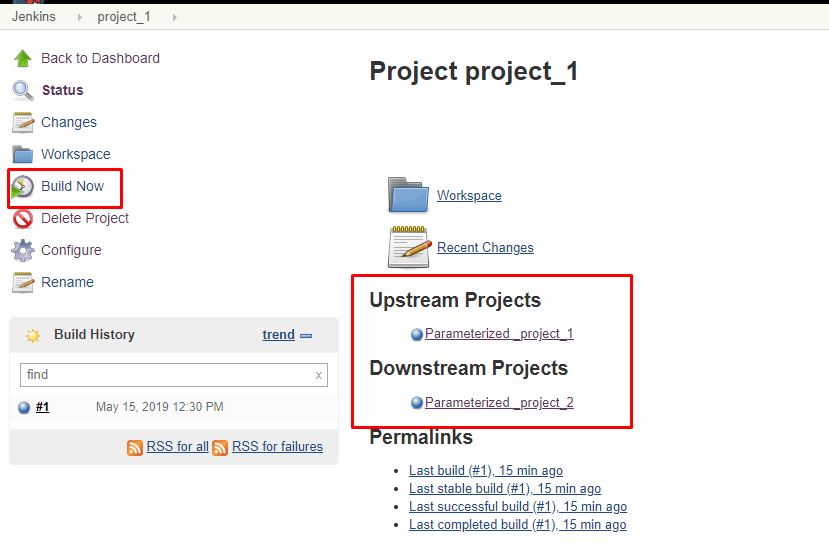 Jenkins project_1
Back to Dashboard
Status
Changes
Workspace
Build Now
Delete Project
Configure
Rename
Build History trend
find x
#1 May 15, 2019 12:30 PM
RSS for all RSS for failures
Project project_1
Workspace
Recent Changes
Upstream Projects
Parameterized _project_1
Downstream Projects
Parameterized _project_2
Permalinks
Last build (#1), 15 min ago
Last stable build (#1), 15 min ago
Last successful build (#1), 15 min ago
Last completed build (#1), 15 min ago